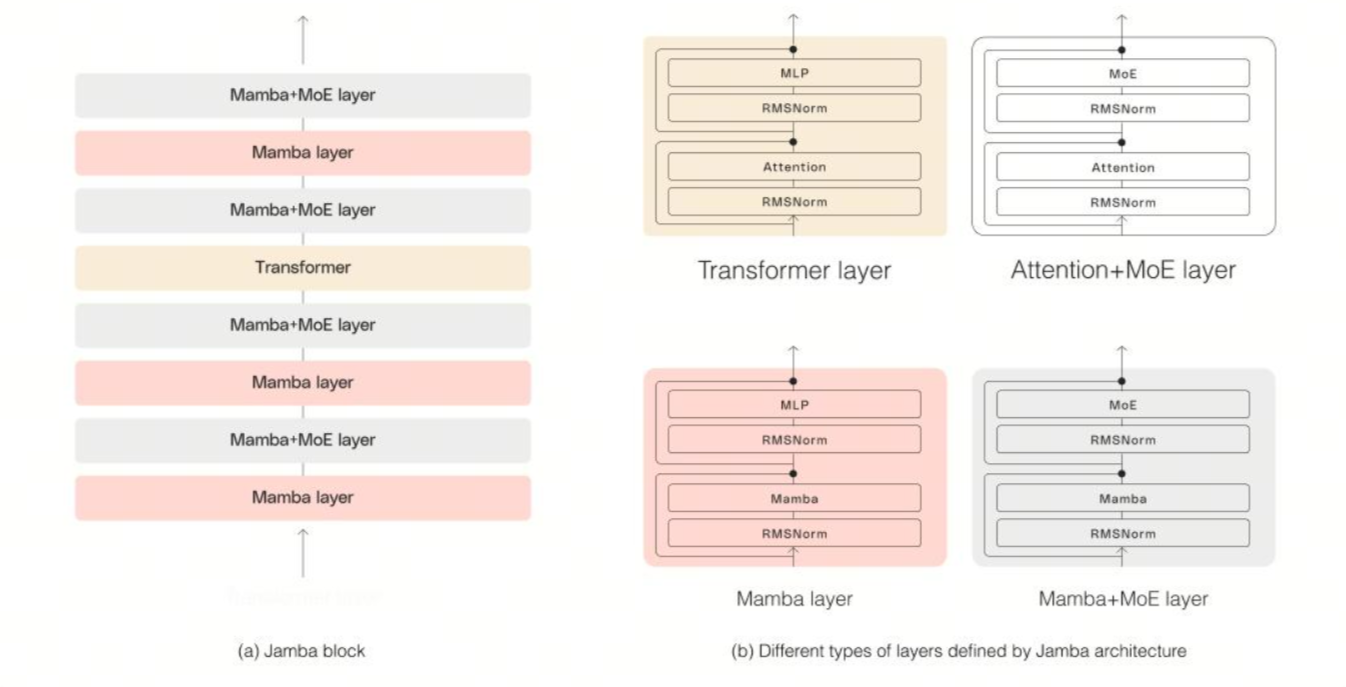 Mamba+MoE layer
Mamba layer
Mamba+MoE layer
Transformer
Mamba+MoE layer
Mamba layer
Mamba+MoE layer
Mamba layer
(a) Jamba block
MLP
RMSNorm
Attention
RMSNorm
Transformer layer
MoE
RMSNorm
Attention
RMSNorm
Attention+MoE layer
MLP
RMSNorm
Mamba
RMSNorm
Mamba layer
MoE
RMSNorm
Mamba
RMSNorm
Mamba+MoE layer
(b) Different types of layers defined by Jamba architecture